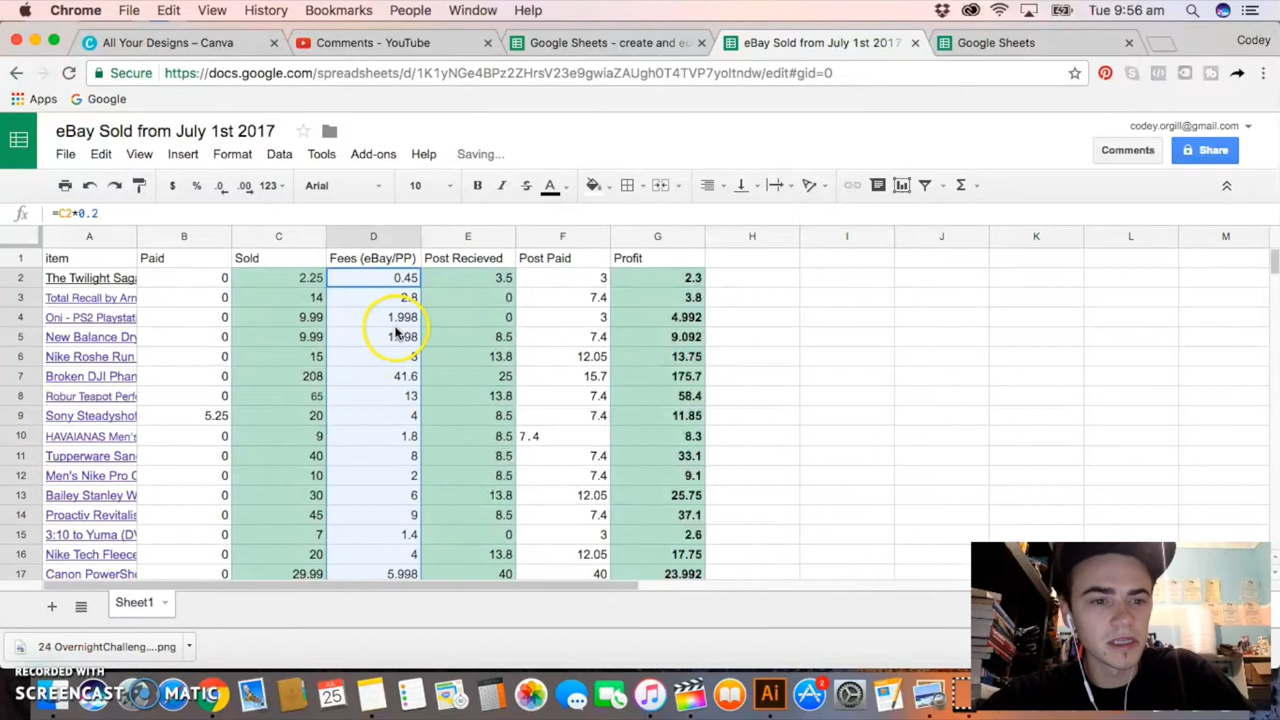 Chrome File Edit View History Bookmarks People Window Help Tue 9:56 am
All Your Designs – Canva × Comments - YouTube × Google Sheets - create and e × eBay Sold from July 1st 2017 × Google Sheets × Codey
Secure https://docs.google.com/spreadsheets/d/1K1yNGe4BPz2ZHrsV23e9gwiaZAUgh0T4TVP7yoltndw/edit#gid=0
Apps Google
eBay Sold from July 1st 2017 codey.orgill@gmail.com
File Edit View Insert Format Data Tools Add-ons Help Saving... Comments Share
$ % .0 .00 123 Arial 10 B I S A Σ
fx =C2*0.2
A B C D E F G H I J K L M
1 item Paid Sold Fees (eBay/PP) Post Recieved Post Paid Profit
2 The Twilight Saga 0 2.25 0.45 3.5 3 2.3
3 Total Recall by Arn 0 14 2.8 0 7.4 3.8
4 Oni - PS2 Playstat 0 9.99 1.998 0 3 4.992
5 New Balance Dry 0 9.99 1.998 8.5 7.4 9.092
6 Nike Roshe Run 0 15 3 13.8 12.05 13.75
7 Broken DJI Phan 0 208 41.6 25 15.7 175.7
8 Robur Teapot Perf 0 65 13 13.8 7.4 58.4
9 Sony Steadyshot 5.25 20 4 8.5 7.4 11.85
10 HAVAIANAS Men's 0 9 1.8 8.5 7.4 8.3
11 Tupperware San 0 40 8 8.5 7.4 33.1
12 Men's Nike Pro C 0 10 2 8.5 7.4 9.1
13 Bailey Stanley W 0 30 6 13.8 12.05 25.75
14 Proactiv Revitalis 0 45 9 8.5 7.4 37.1
15 3:10 to Yuma (DV 0 7 1.4 0 3 2.6
16 Nike Tech Fleece 0 20 4 13.8 12.05 17.75
17 Canon PowerSho 0 29.99 5.998 40 40 23.992
+ Sheet1
24 OvernightChalleng....png
RECORDED WITH
SCREENCAST MATIC
JUL 25 Ai 2